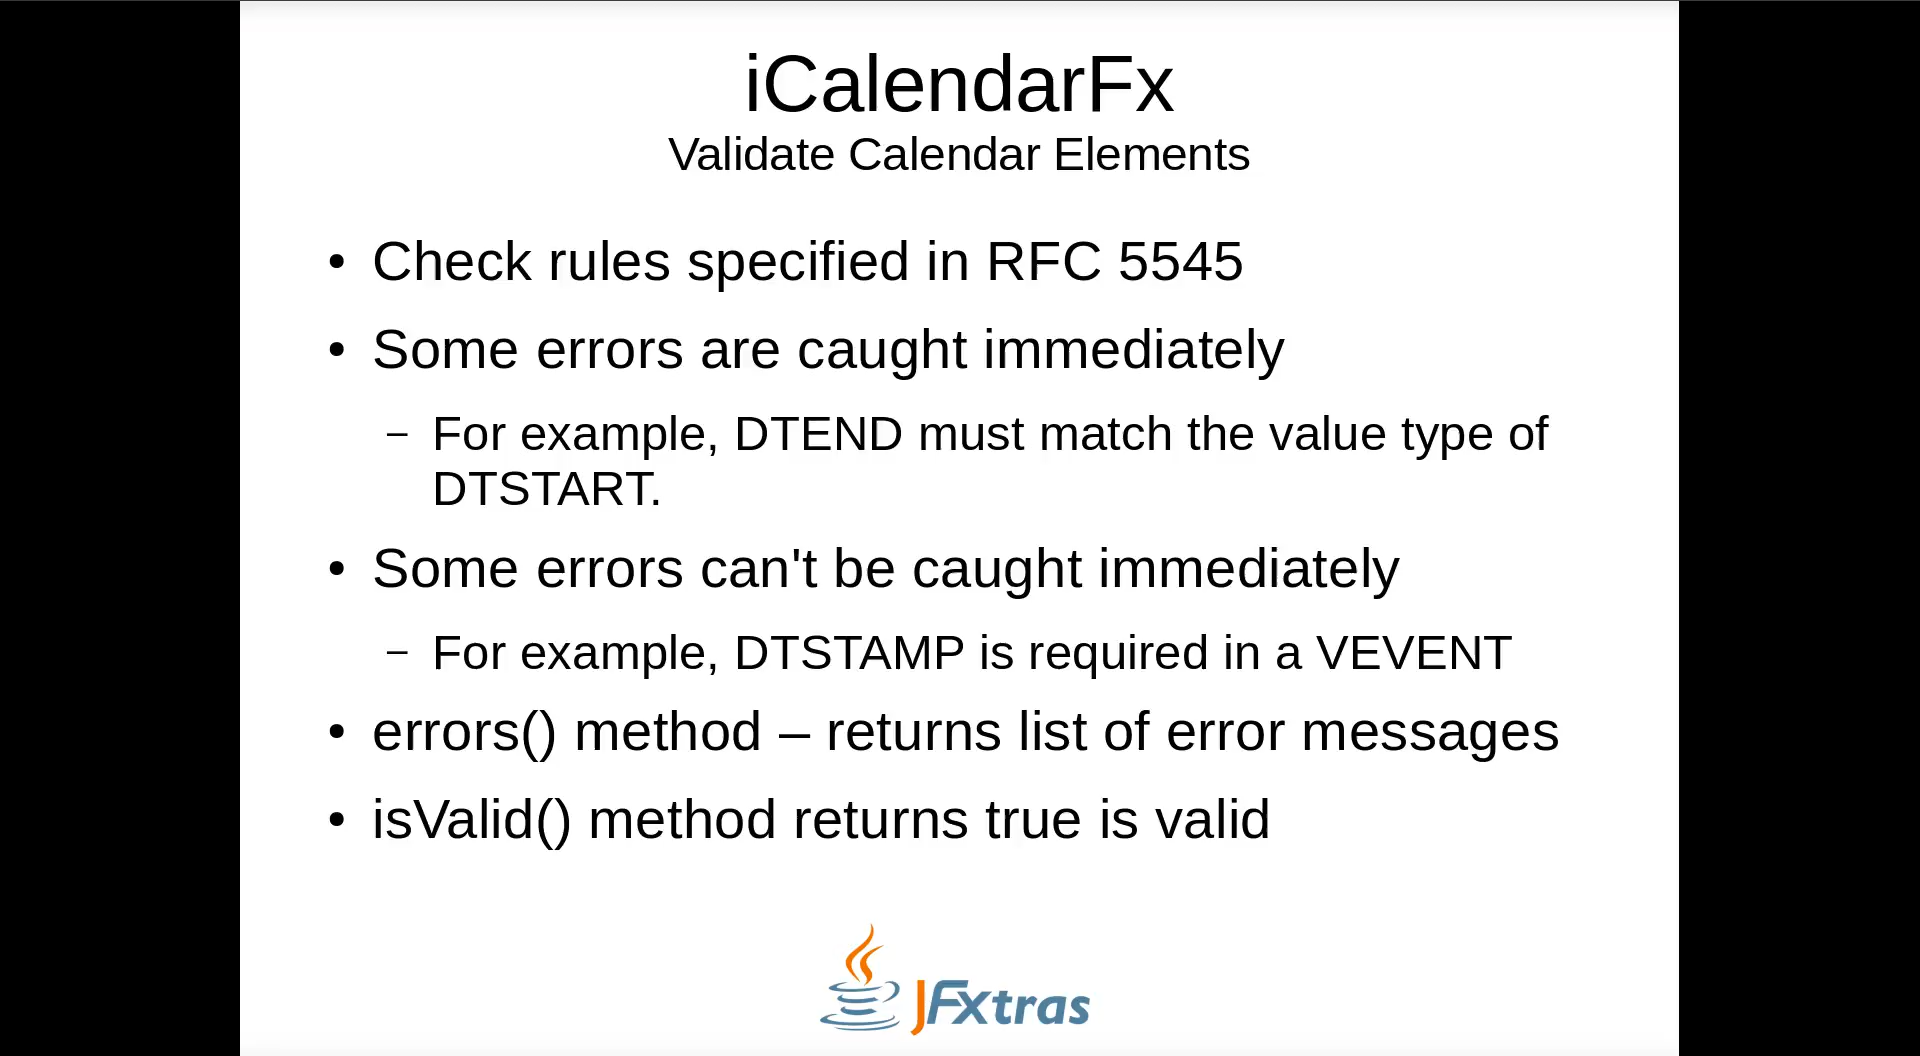 iCalendarFx
Validate Calendar Elements
• Check rules specified in RFC 5545
• Some errors are caught immediately
– For example, DTEND must match the value type of
DTSTART.
• Some errors can't be caught immediately
– For example, DTSTAMP is required in a VEVENT
• errors() method – returns list of error messages
• isValid() method returns true is valid
JFXtras